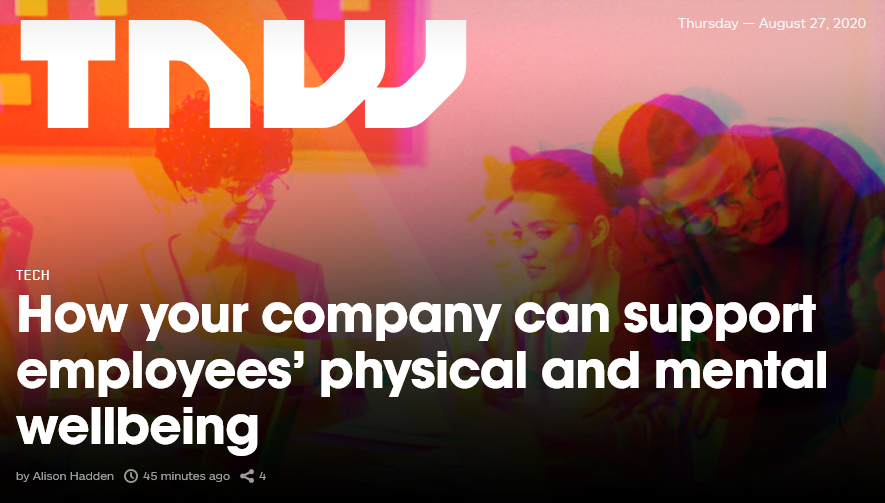 TNW
Thursday — August 27, 2020
TECH
How your company can support
employees’ physical and mental
wellbeing
by Alison Hadden 45 minutes ago 4